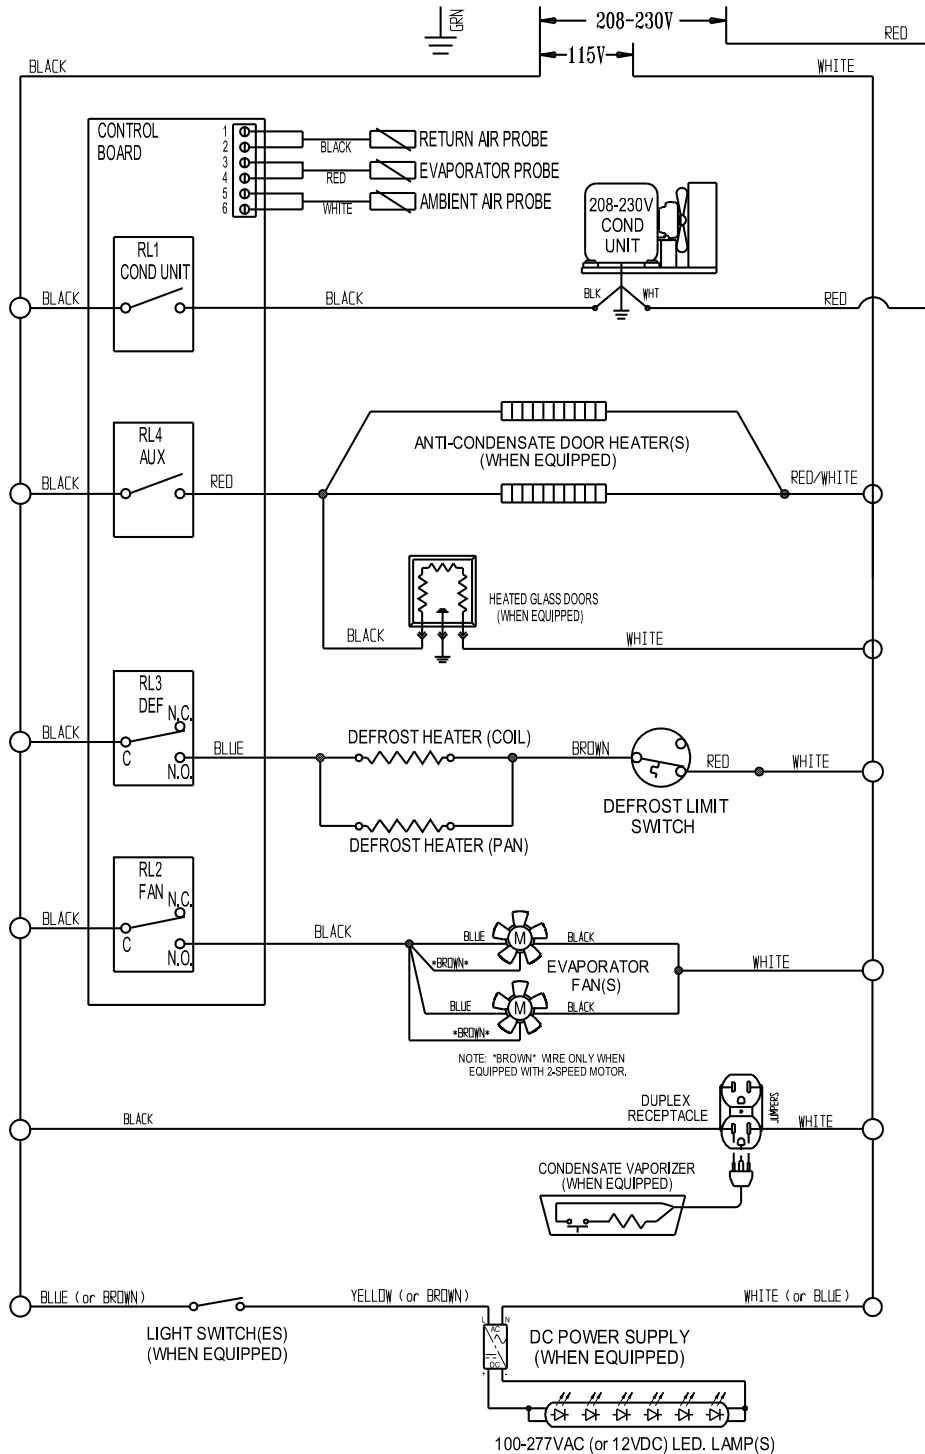 GRN
208-230V
RED
115V
BLACK
WHITE
CONTROL
BOARD
1
2
3
4
5
6
BLACK
RETURN AIR PROBE
RED
EVAPORATOR PROBE
WHITE
AMBIENT AIR PROBE
208-230V
COND
UNIT
RL1
COND UNIT
BLACK
BLACK
BLK
WHT
RED
RL4
AUX
BLACK
RED
ANTI-CONDENSATE DOOR HEATER(S)
(WHEN EQUIPPED)
RED/WHITE
HEATED GLASS DOORS
(WHEN EQUIPPED)
BLACK
WHITE
RL3
DEF
N.C.
BLACK
C
N.O.
BLUE
DEFROST HEATER (COIL)
BROWN
RED
WHITE
DEFROST LIMIT
SWITCH
DEFROST HEATER (PAN)
RL2
FAN
N.C.
BLACK
C
N.O.
BLACK
BLUE
M
BLACK
*BROWN*
EVAPORATOR
FAN(S)
WHITE
BLUE
M
BLACK
*BROWN*
NOTE: *BROWN* WIRE ONLY WHEN
EQUIPPED WITH 2-SPEED MOTOR.
BLACK
DUPLEX
RECEPTACLE
JUMPERS
WHITE
CONDENSATE VAPORIZER
(WHEN EQUIPPED)
BLUE (or BROWN)
YELLOW (or BROWN)
WHITE (or BLUE)
LIGHT SWITCH(ES)
(WHEN EQUIPPED)
L
N
AC
DC
+
-
DC POWER SUPPLY
(WHEN EQUIPPED)
100-277VAC (or 12VDC) LED. LAMP(S)